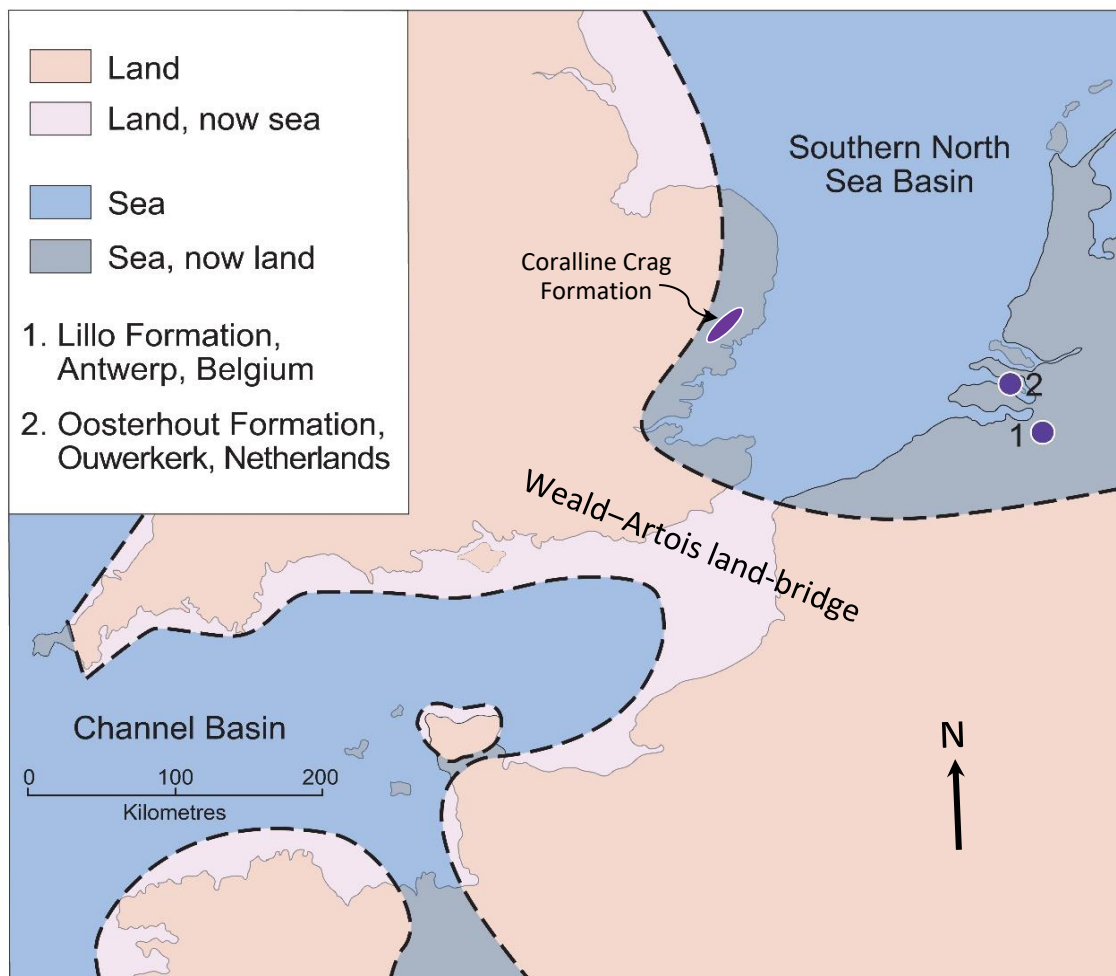 Land
Land, now sea
Sea
Sea, now land
1. Lillo Formation,
Antwerp, Belgium
2. Oosterhout Formation,
Ouwerkerk, Netherlands
Southern North
Sea Basin
Coralline Crag
Formation
2
1
Weald–Artois land-bridge
Channel Basin
N
0 100 200
Kilometres